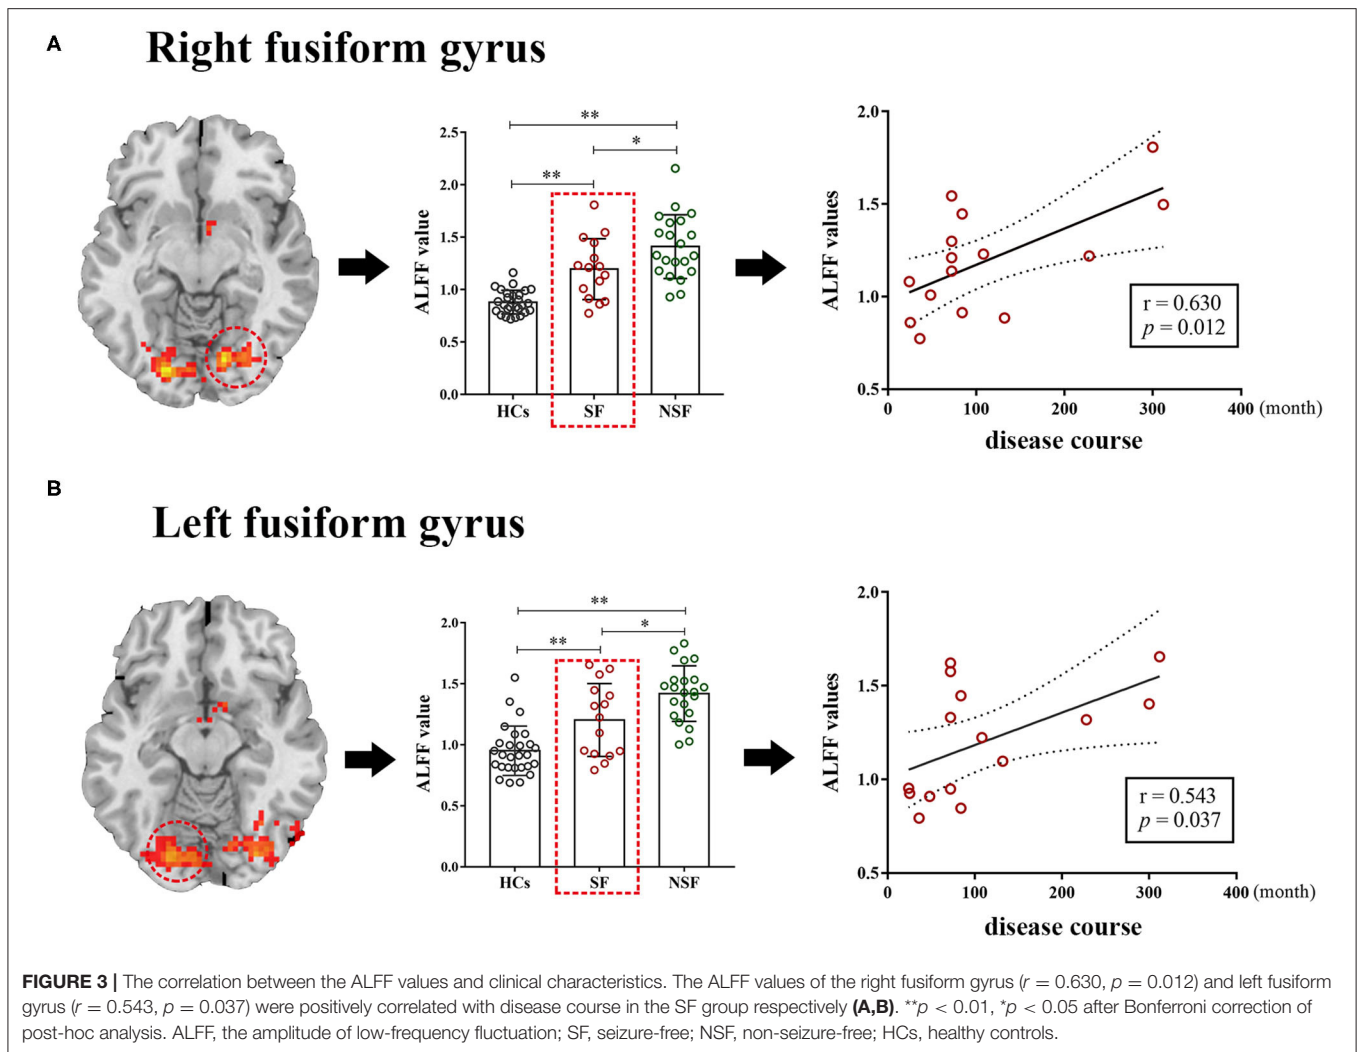 A
Right fusiform gyrus
ALFF value
2.5
2.0
1.5
1.0
0.5
0.0
**
*
**
HCs SF NSF
ALFF values
2.0
1.5
1.0
0.5
r = 0.630
p = 0.012
0 100 200 300 400 (month)
disease course
B
Left fusiform gyrus
ALFF value
2.0
1.5
1.0
0.5
0.0
**
*
**
HCs SF NSF
ALFF values
2.0
1.5
1.0
0.5
r = 0.543
p = 0.037
0 100 200 300 400 (month)
disease course
FIGURE 3 | The correlation between the ALFF values and clinical characteristics. The ALFF values of the right fusiform gyrus (r = 0.630, p = 0.012) and left fusiform
gyrus (r = 0.543, p = 0.037) were positively correlated with disease course in the SF group respectively (A,B). **p < 0.01, *p < 0.05 after Bonferroni correction of
post-hoc analysis. ALFF, the amplitude of low-frequency fluctuation; SF, seizure-free; NSF, non-seizure-free; HCs, healthy controls.